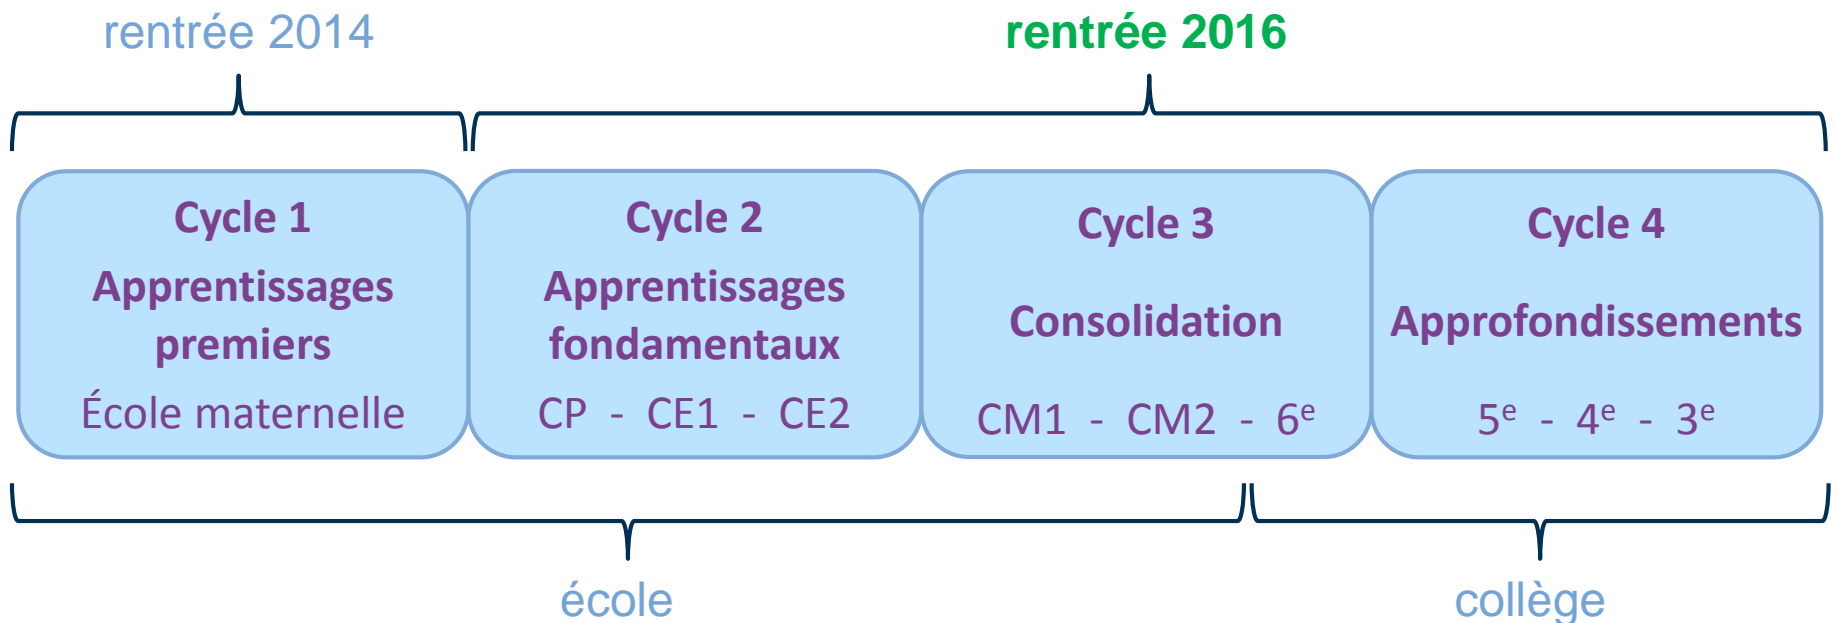 rentrée 2014
rentrée 2016
Cycle 1
Apprentissages
premiers
École maternelle
Cycle 2
Apprentissages
fondamentaux
CP - CE1 - CE2
Cycle 3
Consolidation
CM1 - CM2 - 6e
Cycle 4
Approfondissements
5e - 4e - 3e
école
collège